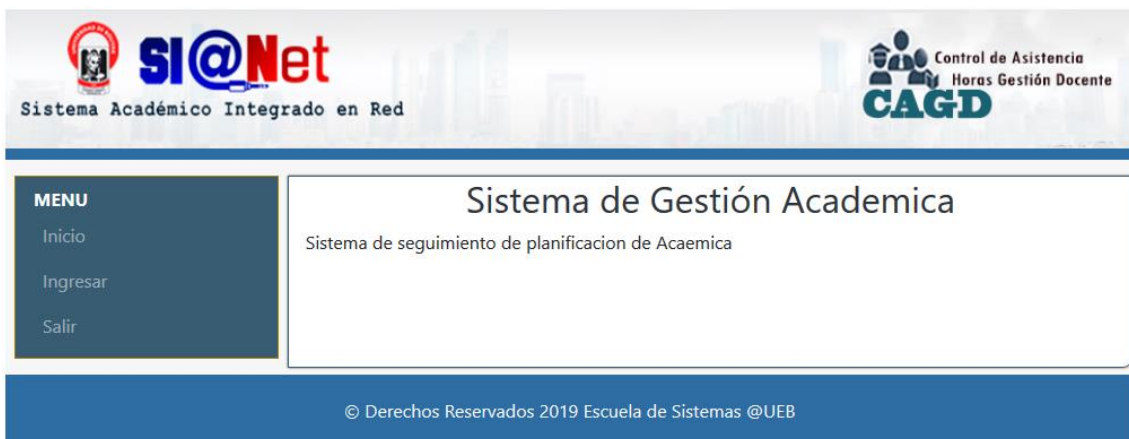 SI@Net
Sistema Académico Integrado en Red
Control de Asistencia
Horas Gestión Docente
CAGD
MENU
Inicio
Ingresar
Salir
Sistema de Gestión Academica
Sistema de seguimiento de planificacion de Acaemica
© Derechos Reservados 2019 Escuela de Sistemas @UEB